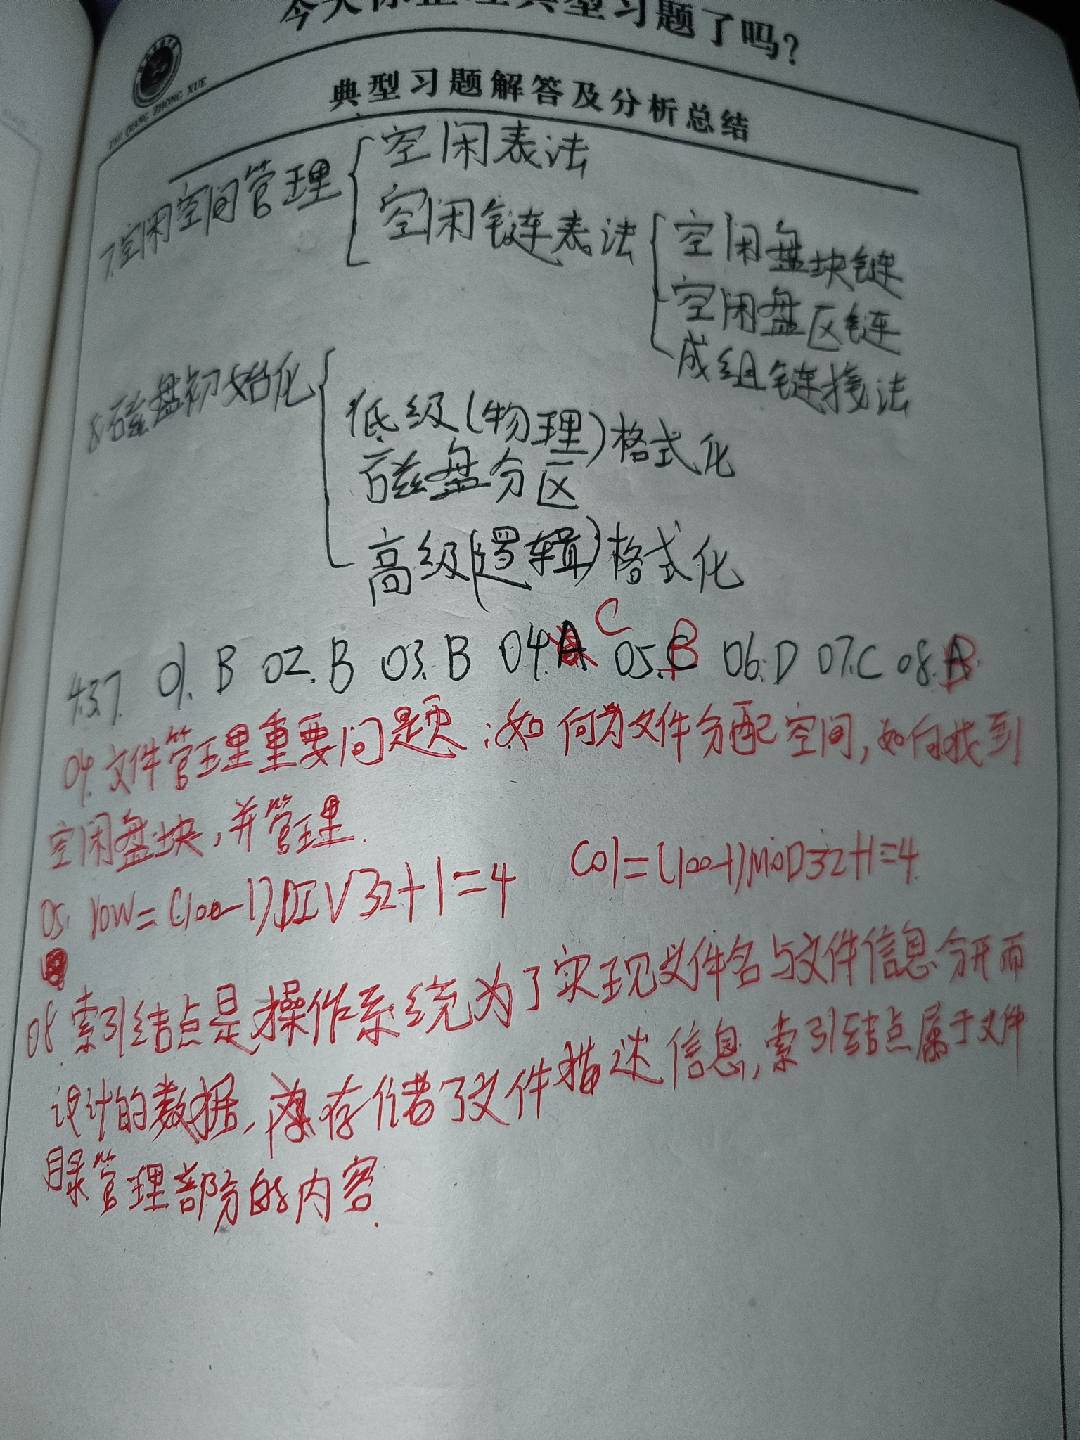 今天你整理典型习题了吗?
典型习题解答及分析总结
7.空闲空间管理 空闲表法
空闲链表法 空闲盘块链
空闲盘区链
成组链接法
8.磁盘初始化
低级(物理)格式化
磁盘分区
高级(逻辑)格式化
4.3.7. 01.B 02.B 03.B 04.A C 05.C B 06.D 07.C 08.B
04.文件管理重要问题:如何为文件分配空间,如何找到
空闲盘块,并管理.
05. row=(100-1)DIV32+1=4 col=(100-1)MOD32+1=4.
08.索引结点是操作系统为了实现文件名与文件信息分开而
设计的数据,存储了文件描述信息,索引结点属于文件
目录管理部分的内容.